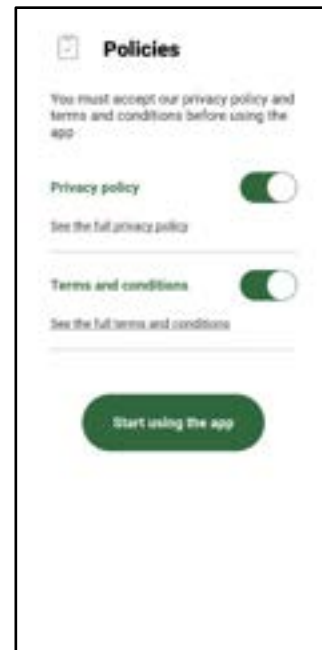 Policies
You must accept our privacy policy and
terms and conditions before using the
app
Privacy policy
See the full privacy policy
Terms and conditions
See the full terms and conditions
Start using the app